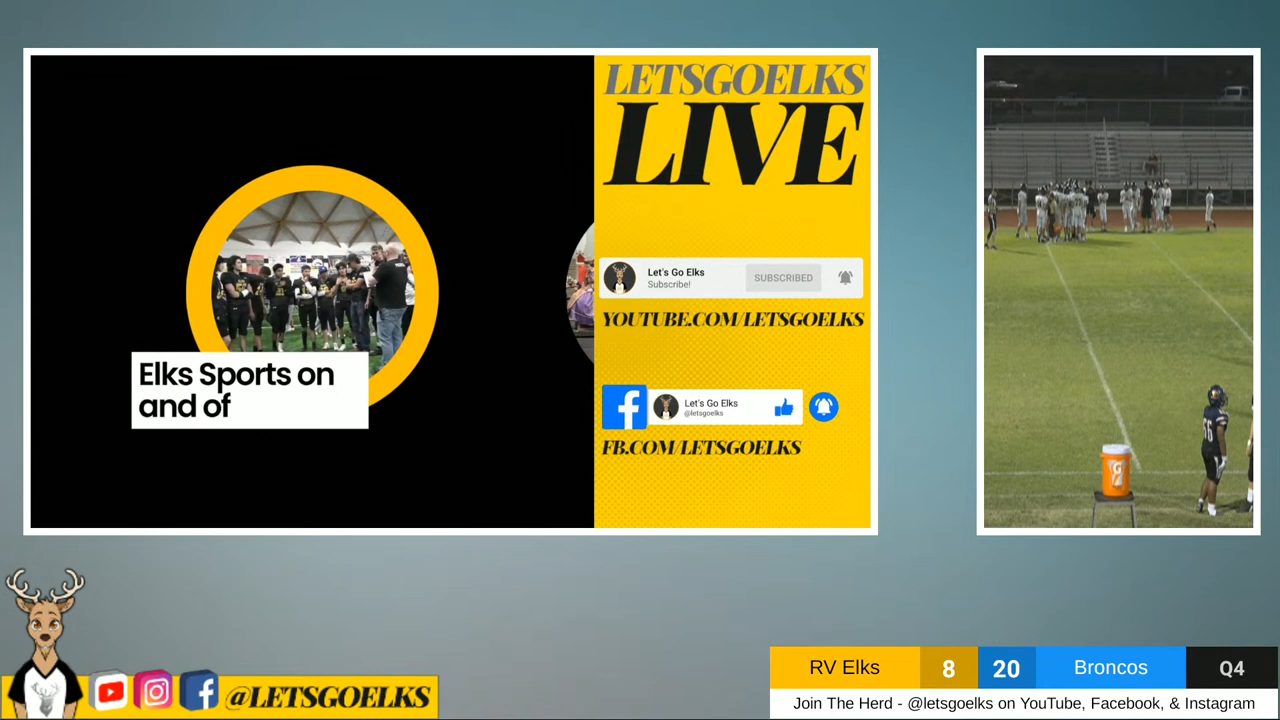 LETSGOELKS
LIVE
Let's Go Elks
Subscribe!
SUBSCRIBED
YOUTUBE.COM/LETSGOELKS
Let's Go Elks
@letsgoelks
FB.COM/LETSGOELKS
Elks Sports on
and of
G
@LETSGOELKS
RV Elks 8 20 Broncos Q4
Join The Herd - @letsgoelks on YouTube, Facebook, & Instagram